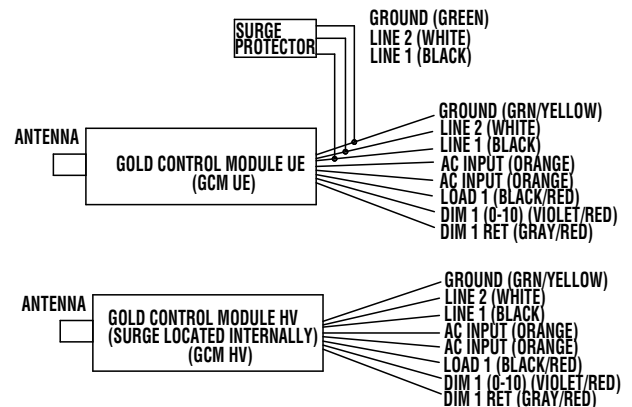 SURGE
PROTECTOR
GROUND (GREEN)
LINE 2 (WHITE)
LINE 1 (BLACK)
ANTENNA
GOLD CONTROL MODULE UE
(GCM UE)
GROUND (GRN/YELLOW)
LINE 2 (WHITE)
LINE 1 (BLACK)
AC INPUT (ORANGE)
AC INPUT (ORANGE)
LOAD 1 (BLACK/RED)
DIM 1 (0-10) (VIOLET/RED)
DIM 1 RET (GRAY/RED)
ANTENNA
GOLD CONTROL MODULE HV
(SURGE LOCATED INTERNALLY)
(GCM HV)
GROUND (GRN/YELLOW)
LINE 2 (WHITE)
LINE 1 (BLACK)
AC INPUT (ORANGE)
AC INPUT (ORANGE)
LOAD 1 (BLACK/RED)
DIM 1 (0-10) (VIOLET/RED)
DIM 1 RET (GRAY/RED)